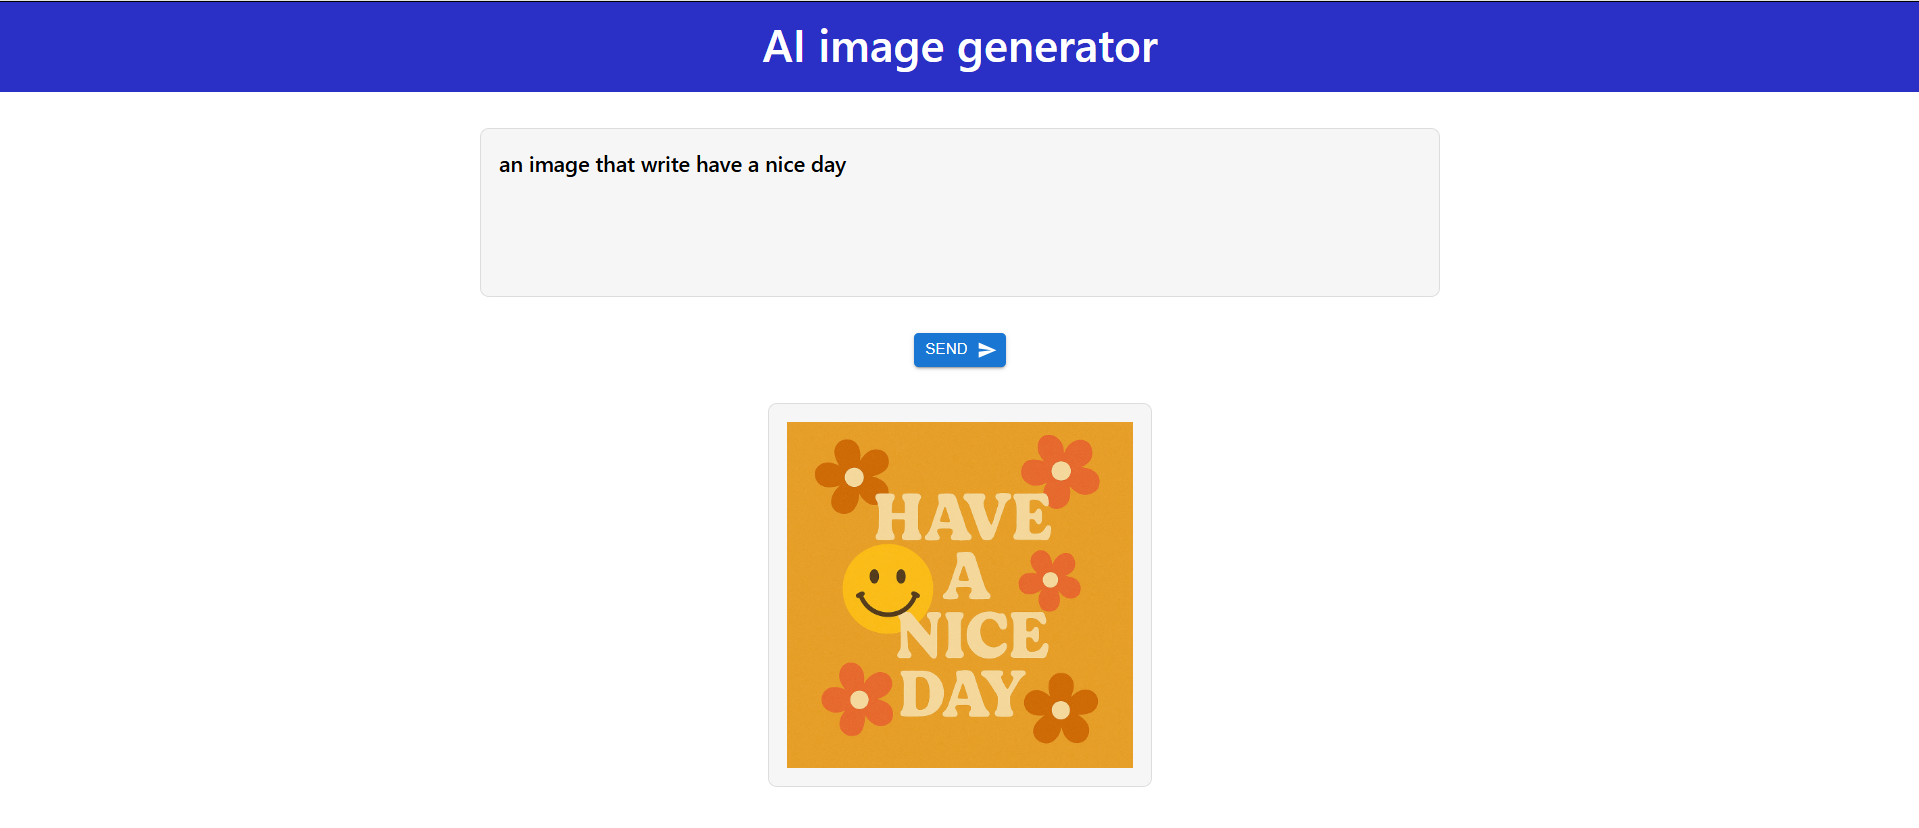 AI image generator
an image that write have a nice day
SEND
HAVE
A
NICE
DAY